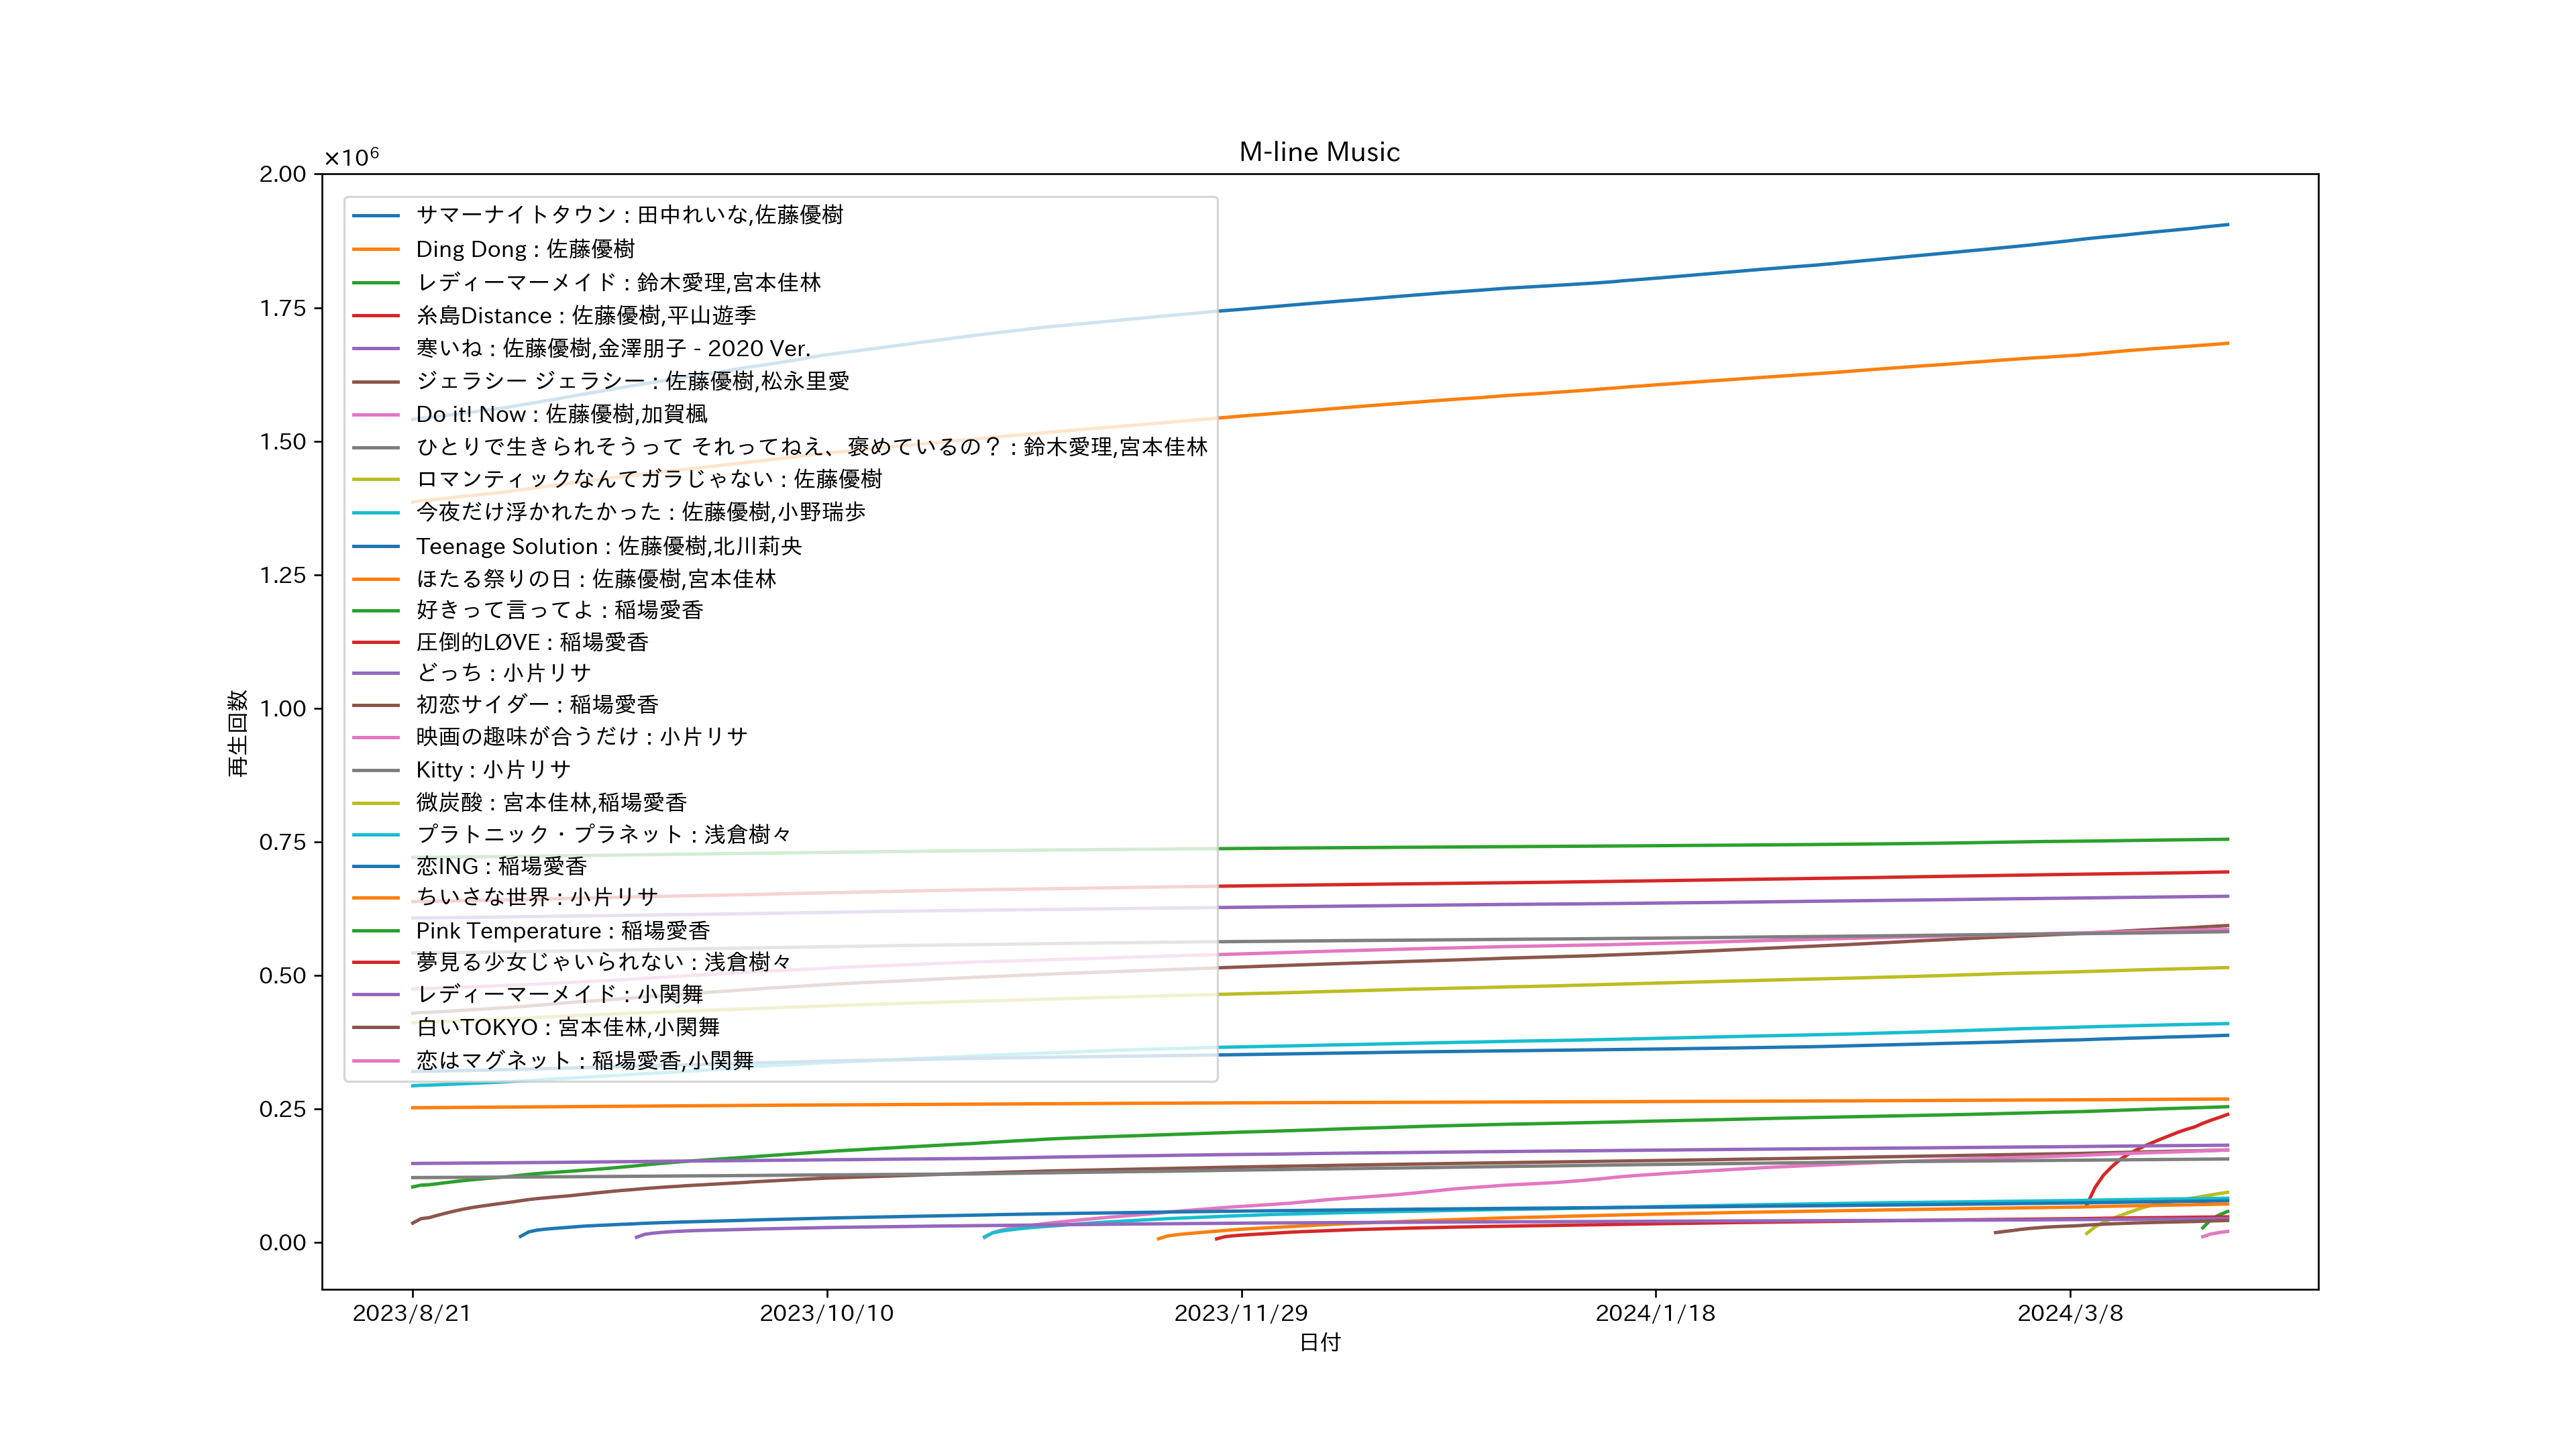 M-line Music
×10⁶
2.00
1.75
1.50
1.25
1.00
0.75
0.50
0.25
0.00
再生回数
サマーナイトタウン : 田中れいな,佐藤優樹
Ding Dong : 佐藤優樹
レディーマーメイド : 鈴木愛理,宮本佳林
糸島Distance : 佐藤優樹,平山遊季
寒いね : 佐藤優樹,金澤朋子 - 2020 Ver.
ジェラシー ジェラシー : 佐藤優樹,松永里愛
Do it! Now : 佐藤優樹,加賀楓
ひとりで生きられそうって それってねえ、褒めているの？ : 鈴木愛理,宮本佳林
ロマンティックなんてガラじゃない : 佐藤優樹
今夜だけ浮かれたかった : 佐藤優樹,小野瑞歩
Teenage Solution : 佐藤優樹,北川莉央
ほたる祭りの日 : 佐藤優樹,宮本佳林
好きって言ってよ : 稲場愛香
圧倒的LØVE : 稲場愛香
どっち : 小片リサ
初恋サイダー : 稲場愛香
映画の趣味が合うだけ : 小片リサ
Kitty : 小片リサ
微炭酸 : 宮本佳林,稲場愛香
プラトニック・プラネット : 浅倉樹々
恋ING : 稲場愛香
ちいさな世界 : 小片リサ
Pink Temperature : 稲場愛香
夢見る少女じゃいられない : 浅倉樹々
レディーマーメイド : 小関舞
白いTOKYO : 宮本佳林,小関舞
恋はマグネット : 稲場愛香,小関舞
2023/8/21
2023/10/10
2023/11/29
2024/1/18
2024/3/8
日付